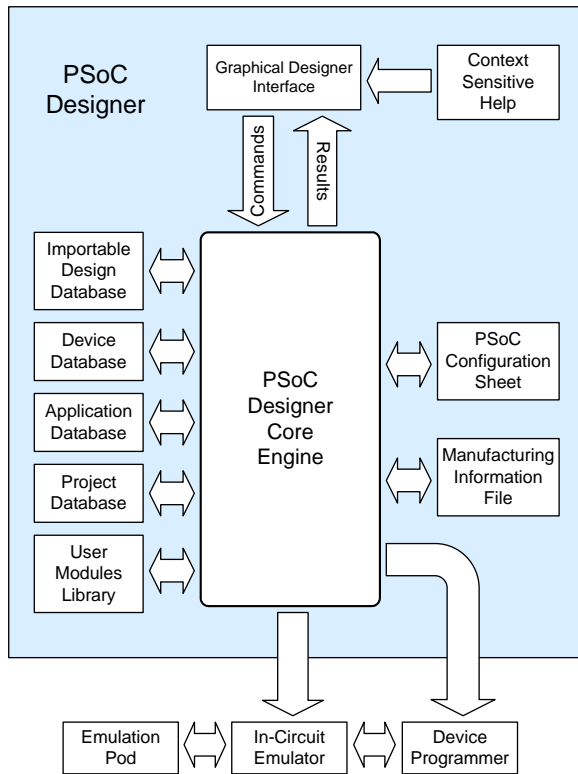 PSoC
Designer
Graphical Designer
Interface
Context
Sensitive
Help
Commands
Results
Importable
Design
Database
Device
Database
Application
Database
Project
Database
User
Modules
Library
PSoC
Designer
Core
Engine
PSoC
Configuration
Sheet
Manufacturing
Information
File
Emulation
Pod
In-Circuit
Emulator
Device
Programmer